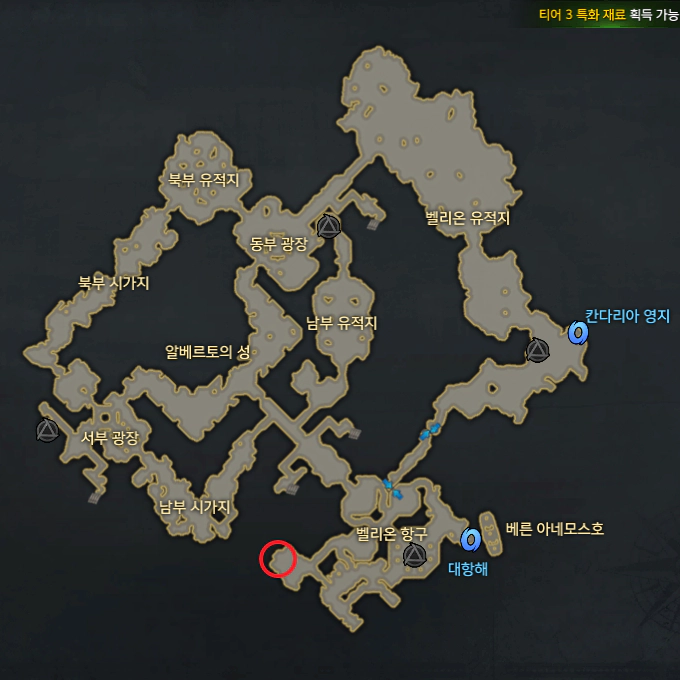 티어 3 특화 재료 획득 가능
북부 유적지
벨리온 유적지
동부 광장
북부 시가지
칸다리아 영지
남부 유적지
알베르토의 성
서부 광장
남부 시가지
벨리온 항구
베른 아네모스호
대항해